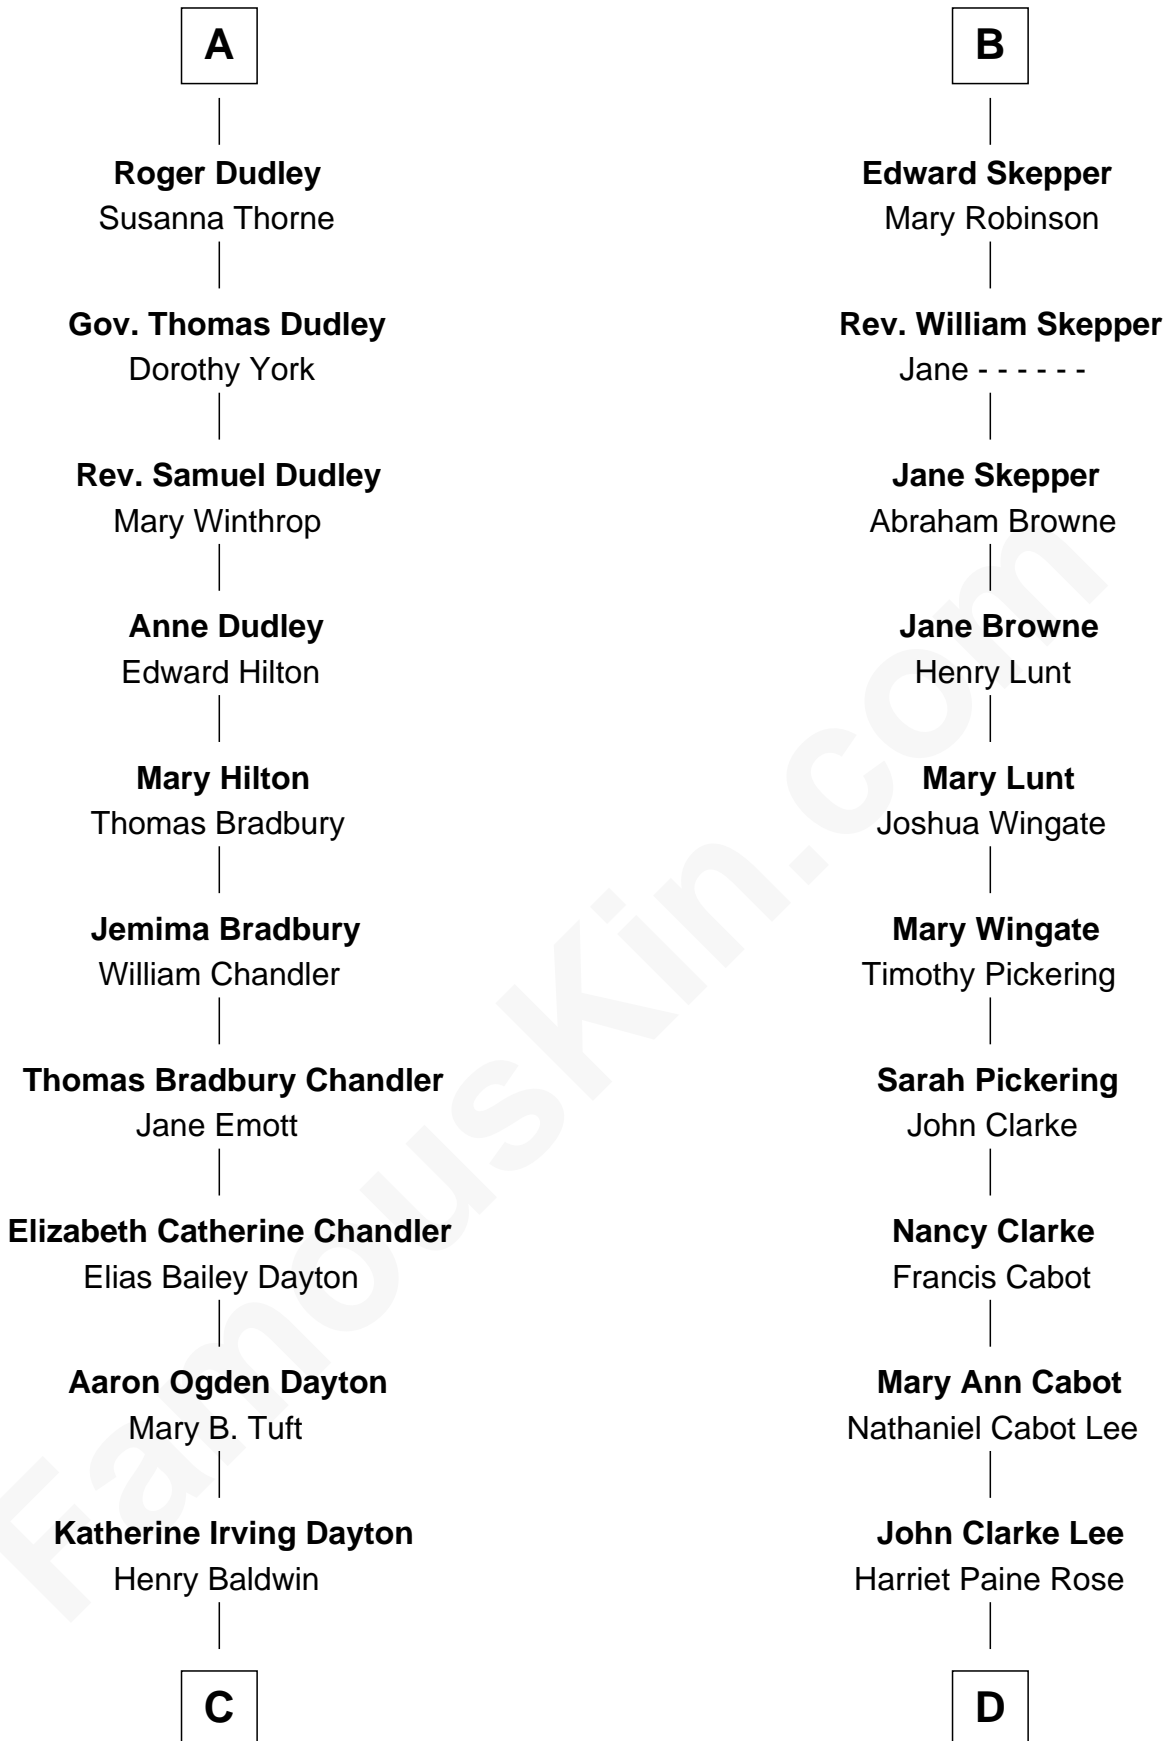 A
Roger Dudley
Susanna Thorne
Gov. Thomas Dudley
Dorothy York
Rev. Samuel Dudley
Mary Winthrop
Anne Dudley
Edward Hilton
Mary Hilton
Thomas Bradbury
Jemima Bradbury
William Chandler
Thomas Bradbury Chandler
Jane Emott
Elizabeth Catherine Chandler
Elias Bailey Dayton
Aaron Ogden Dayton
Mary B. Tuft
Katherine Irving Dayton
Henry Baldwin
C
B
Edward Skepper
Mary Robinson
Rev. William Skepper
Jane - - - - - -
Jane Skepper
Abraham Browne
Jane Browne
Henry Lunt
Mary Lunt
Joshua Wingate
Mary Wingate
Timothy Pickering
Sarah Pickering
John Clarke
Nancy Clarke
Francis Cabot
Mary Ann Cabot
Nathaniel Cabot Lee
John Clarke Lee
Harriet Paine Rose
D
FamousKin.com